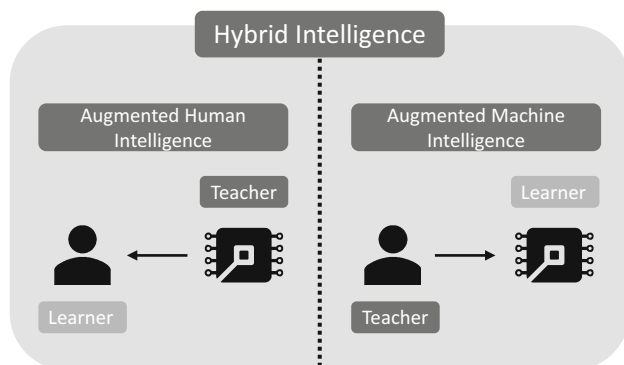 Hybrid Intelligence
Augmented Human
Intelligence
Teacher
Learner
Augmented Machine
Intelligence
Learner
Teacher